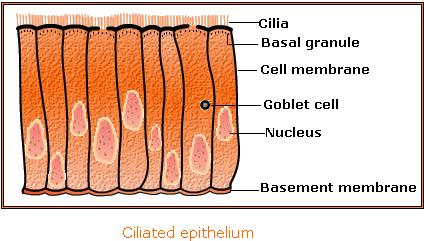 Cilia
Basal granule
Cell membrane
Goblet cell
Nucleus
Basement membrane
Ciliated epithelium